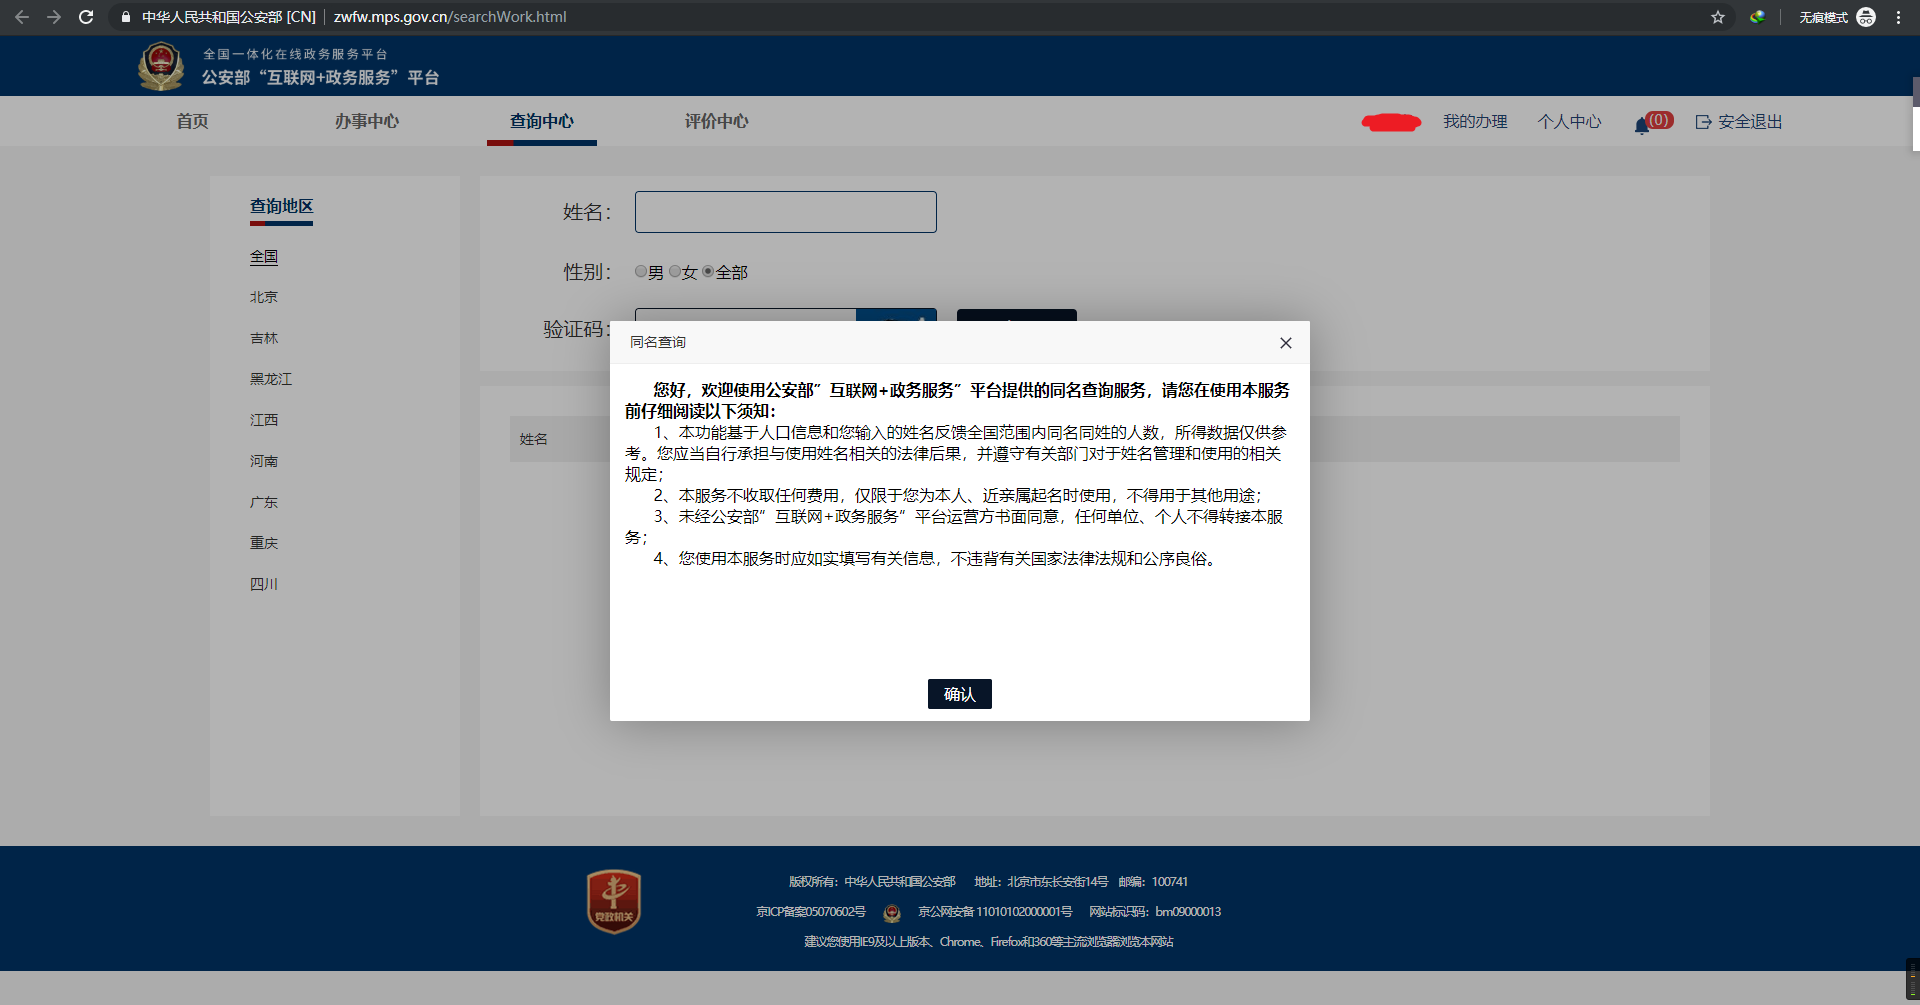 中华人民共和国公安部 [CN] | zwfw.mps.gov.cn/searchWork.html
无痕模式
全国一体化在线政务服务平台
公安部“互联网+政务服务”平台
首页 办事中心 查询中心 评价中心 我的办理 个人中心 (0) 安全退出
查询地区
全国
北京
吉林
黑龙江
江西
河南
广东
重庆
四川
姓名：
性别： 男 女 全部
验证码：
姓名
同名查询
您好，欢迎使用公安部”互联网+政务服务”平台提供的同名查询服务，请您在使用本服务
前仔细阅读以下须知：
1、本功能基于人口信息和您输入的姓名反馈全国范围内同名同姓的人数，所得数据仅供参
考。您应当自行承担与使用姓名相关的法律后果，并遵守有关部门对于姓名管理和使用的相关
规定；
2、本服务不收取任何费用，仅限于您为本人、近亲属起名时使用，不得用于其他用途；
3、未经公安部”互联网+政务服务”平台运营方书面同意，任何单位、个人不得转接本服
务；
4、您使用本服务时应如实填写有关信息，不违背有关国家法律法规和公序良俗。
确认
党政机关
版权所有：中华人民共和国公安部 地址：北京市东长安街14号 邮编：100741
京ICP备案05070602号 京公网安备 11010102000001号 网站标识码：bm09000013
建议您使用IE9及以上版本、Chrome、Firefox和360等主流浏览器浏览本网站